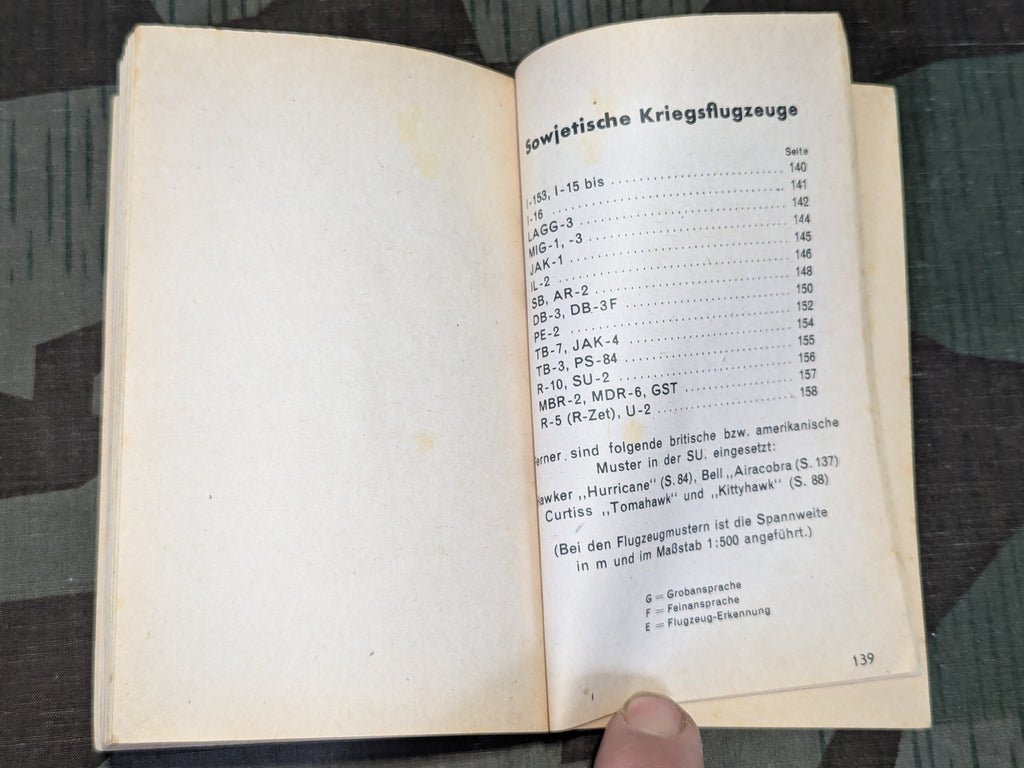 Sowjetische Kriegsflugzeuge
Seite
I-153, I-15 bis 140
I-16 141
LAGG-3 142
MIG-1, -3 144
JAK-1 145
IL-2 146
SB, AR-2 148
DB-3, DB-3F 150
PE-2 152
TB-7, JAK-4 154
TB-3, PS-84 155
R-10, SU-2 156
MBR-2, MDR-6, GST 157
R-5 (R-Zet), U-2 158
Ferner sind folgende britische bzw. amerikanische
Muster in der SU. eingesetzt:
Hawker „Hurricane“ (S. 84), Bell „Airacobra (S. 137)
Curtiss „Tomahawk“ und „Kittyhawk“ (S. 88)
(Bei den Flugzeugmustern ist die Spannweite
in m und im Maßstab 1:500 angeführt.)
G = Grobansprache
F = Feinansprache
E = Flugzeug-Erkennung
139